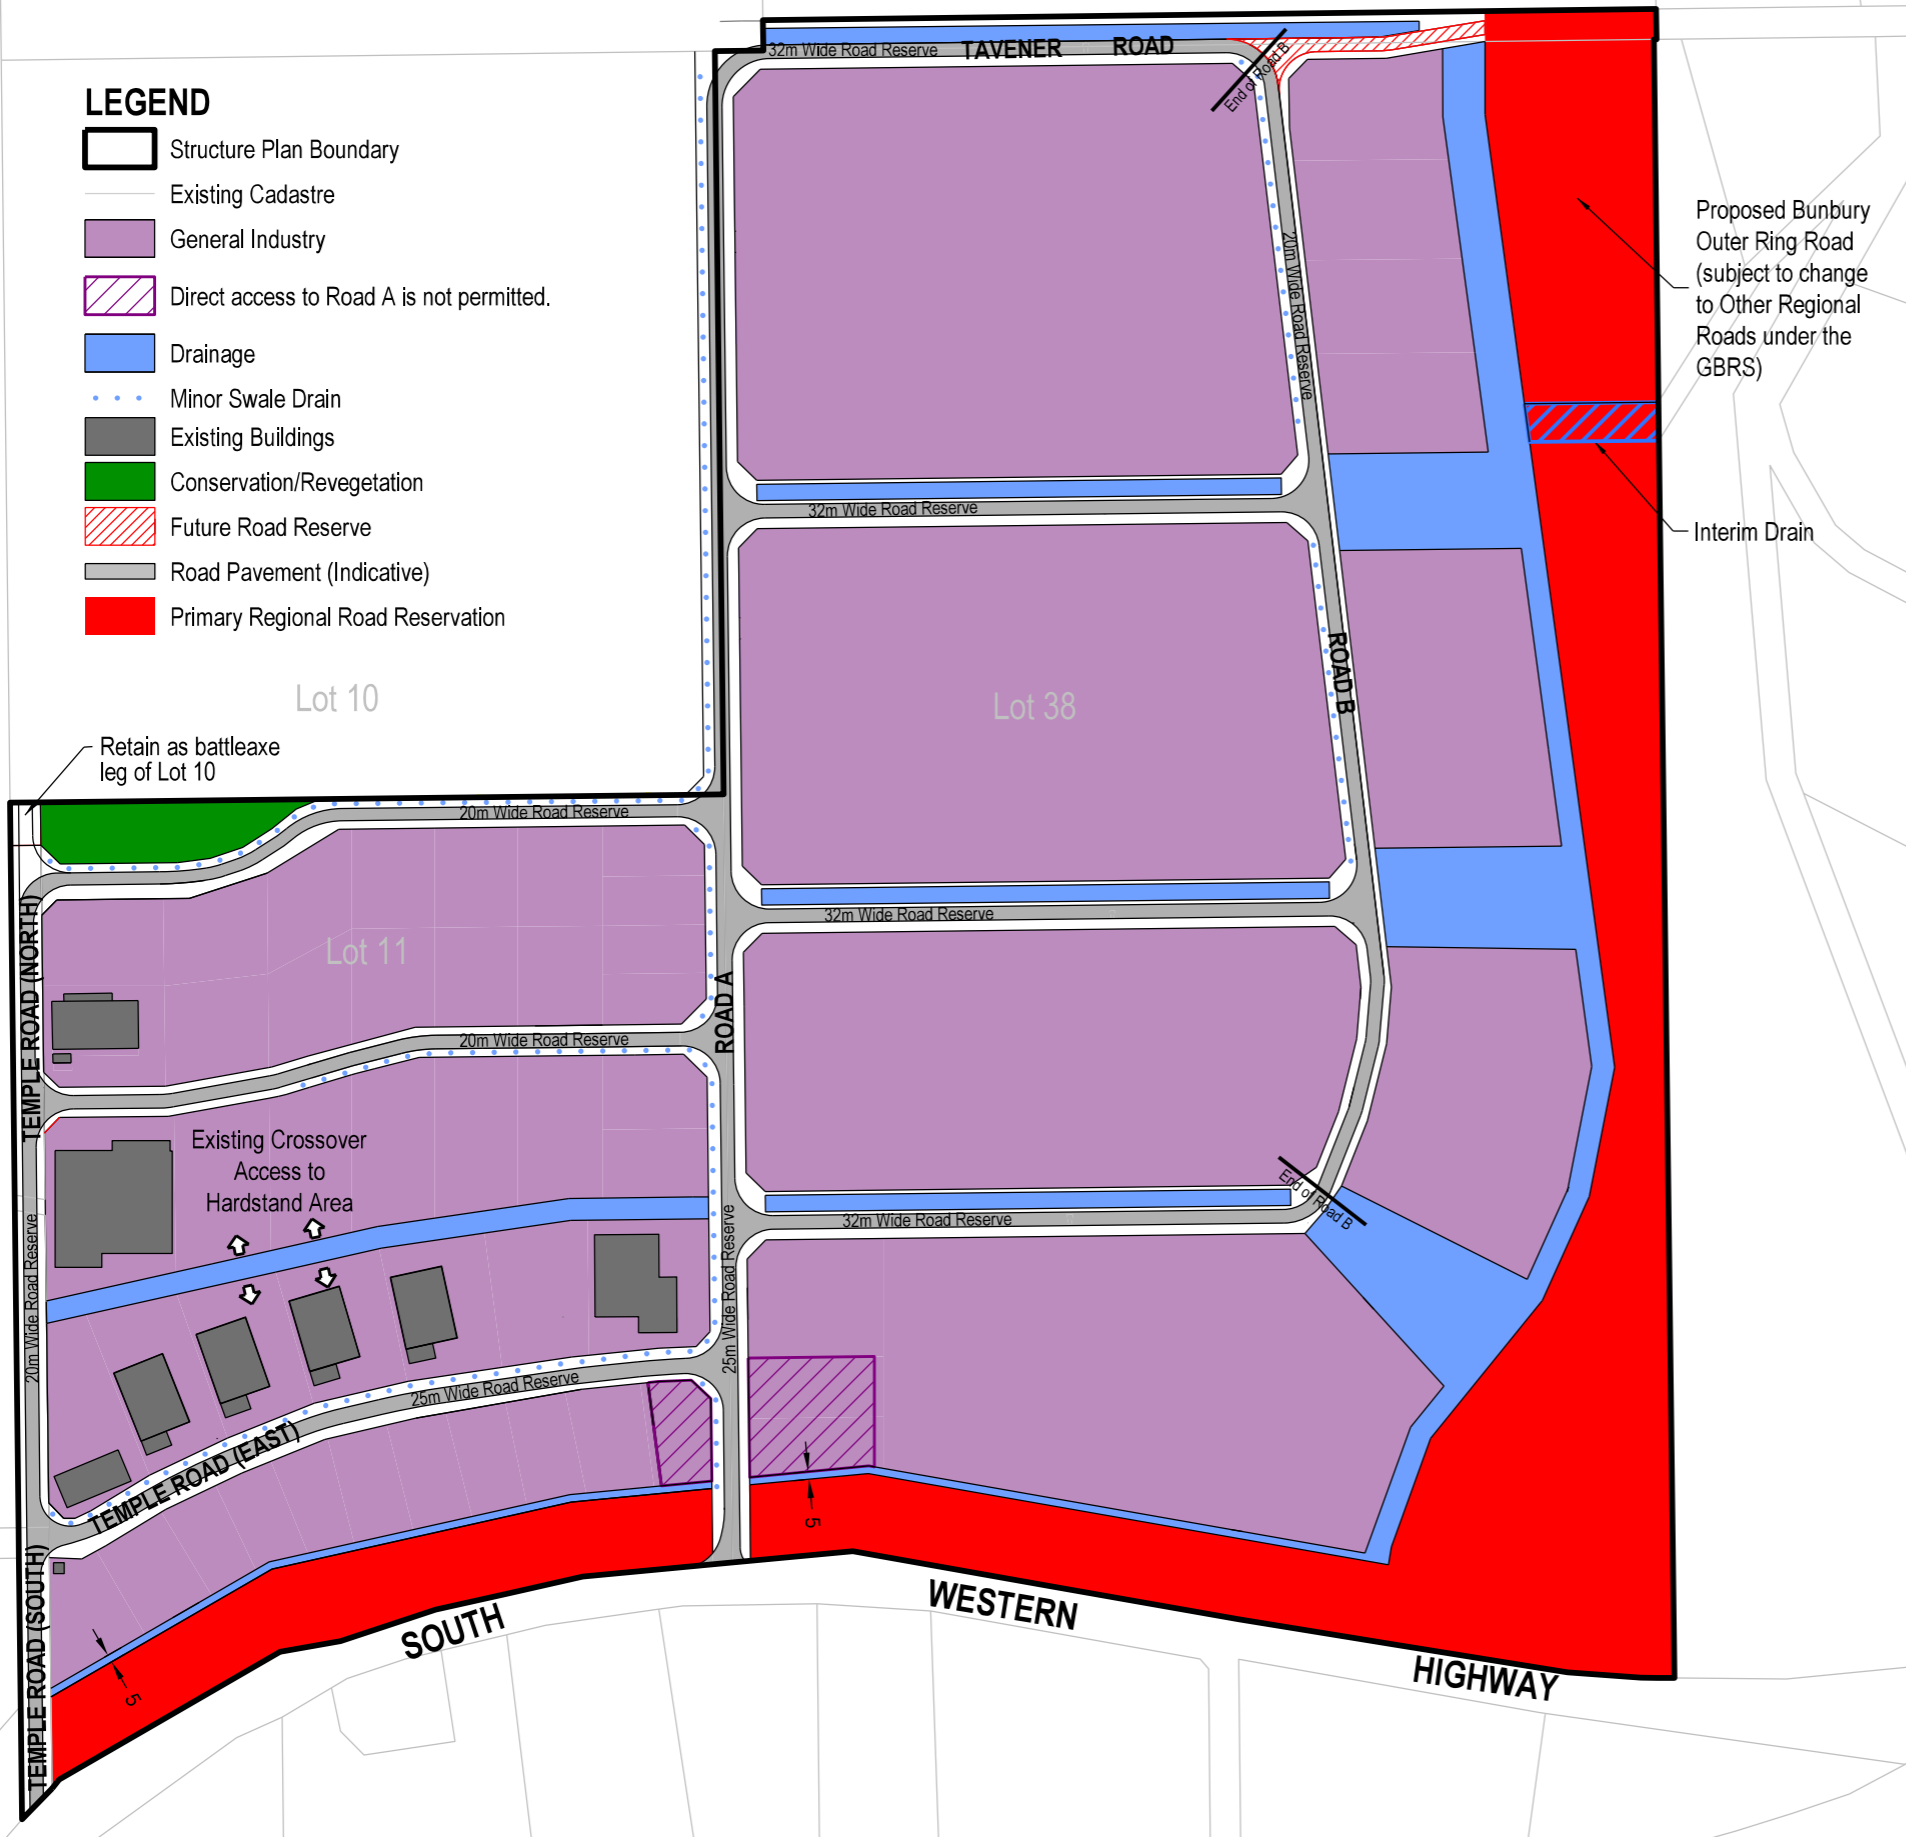 LEGEND
Structure Plan Boundary
Existing Cadastre
General Industry
Direct access to Road A is not permitted.
Drainage
Minor Swale Drain
Existing Buildings
Conservation/Revegetation
Future Road Reserve
Road Pavement (Indicative)
Primary Regional Road Reservation
32m Wide Road Reserve
TAVENER ROAD
End of Road B
20m Wide Road Reserve
Proposed Bunbury
Outer Ring Road
(subject to change
to Other Regional
Roads under the
GBRS)
Interim Drain
32m Wide Road Reserve
ROAD B
Lot 10
Lot 38
Retain as battleaxe
leg of Lot 10
20m Wide Road Reserve
32m Wide Road Reserve
Lot 11
TEMPLE ROAD (NORTH)
ROAD A
20m Wide Road Reserve
Existing Crossover
Access to
Hardstand Area
20m Wide Road Reserve
25m Wide Road Reserve
32m Wide Road Reserve
End of Road B
25m Wide Road Reserve
TEMPLE ROAD (EAST)
TEMPLE ROAD (SOUTH)
5
5
SOUTH
WESTERN
HIGHWAY